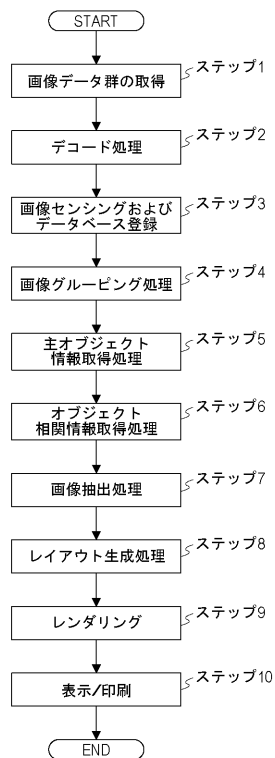 START
画像データ群の取得
ステップ1
デコード処理
ステップ2
画像センシングおよび
データベース登録
ステップ3
画像グルーピング処理
ステップ4
主オブジェクト
情報取得処理
ステップ5
オブジェクト
相関情報取得処理
ステップ6
画像抽出処理
ステップ7
レイアウト生成処理
ステップ8
レンダリング
ステップ9
表示/印刷
ステップ10
END